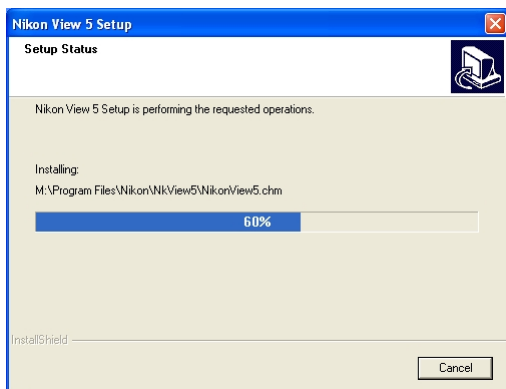 Nikon View 5 Setup
Setup Status
Nikon View 5 Setup is performing the requested operations.
Installing:
M:\Program Files\Nikon\NkView5\NikonView5.chm
60%
InstallShield
Cancel